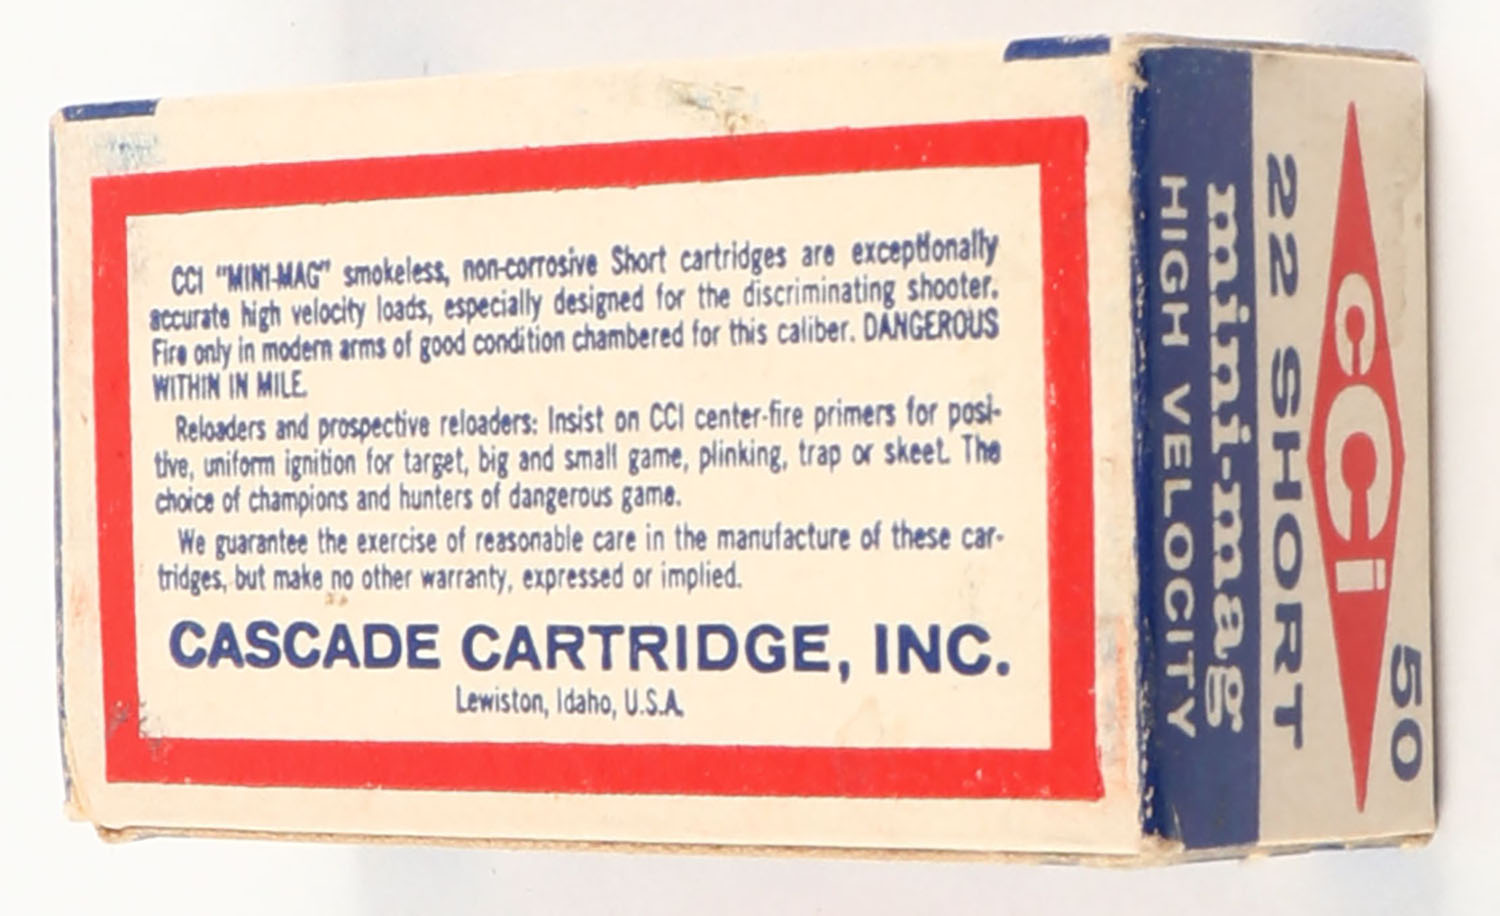 CCI "MINI-MAG" smokeless, non-corrosive Short cartridges are exceptionally
accurate high velocity loads, especially designed for the discriminating shooter.
Fire only in modern arms of good condition chambered for this caliber. DANGEROUS
WITHIN IN MILE.
Reloaders and prospective reloaders: Insist on CCI center-fire primers for posi-
tive, uniform ignition for target, big and small game, plinking, trap or skeet. The
choice of champions and hunters of dangerous game.
We guarantee the exercise of reasonable care in the manufacture of these car-
tridges, but make no other warranty, expressed or implied.
CASCADE CARTRIDGE, INC.
Lewiston, Idaho, U.S.A.
50
CCI
22 SHORT
mini-mag
HIGH VELOCITY